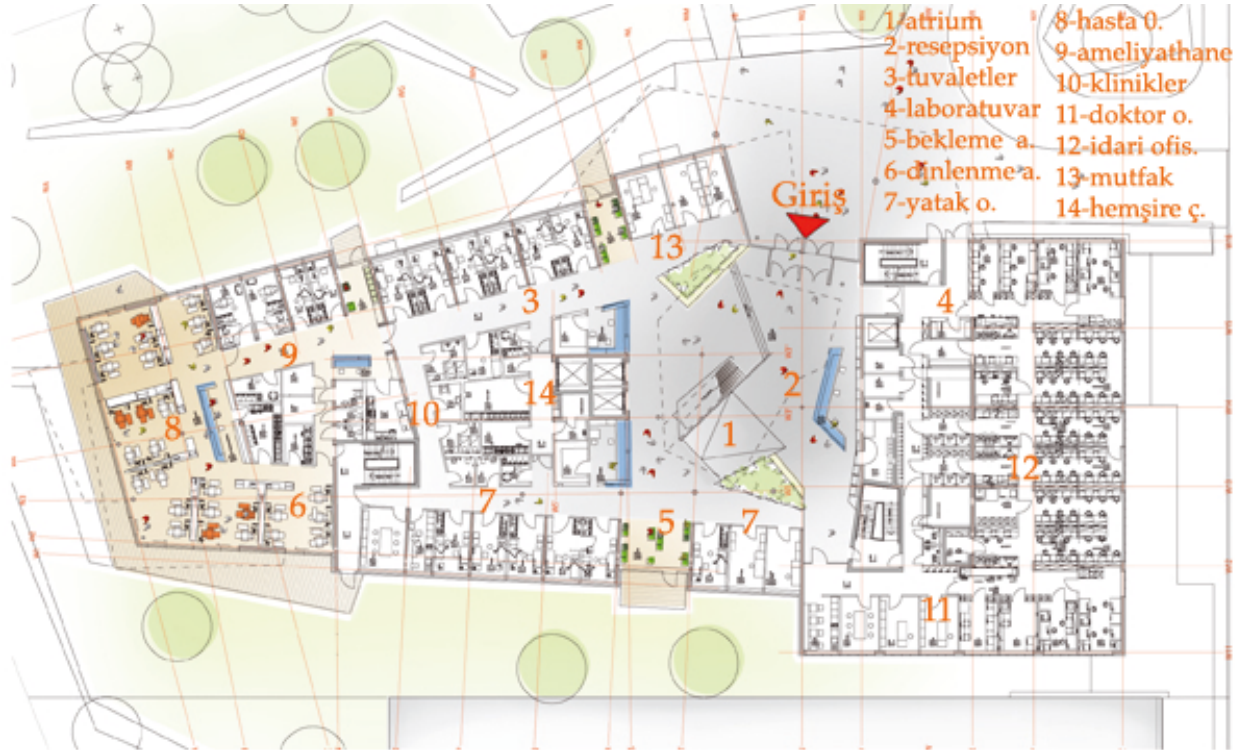 1-atrium
2-resepsiyon
3-tuvaletler
4-laboratuvar
5-bekleme a.
6-dinlenme a.
7-yatak o.
8-hasta 0.
9-ameliyathane
10-klinikler
11-doktor o.
12-idari ofis.
13-mutfak
14-hemşire ç.
Giriş
13
4
3
9
2
14
10
8
1
12
7
6
5
7
11